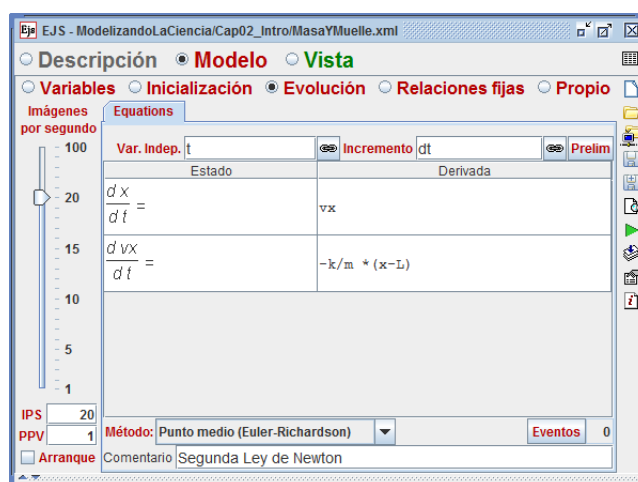 EJS - ModelizandoLaCiencia/Cap02_Intro/MasaYMuelle.xml
Descripción Modelo Vista
Variables Inicialización Evolución Relaciones fijas Propio
Imágenes por segundo
Equations
100
20
15
10
5
1
Var. Indep. t Incremento dt Prelim
Estado Derivada
d x
d t = vx
d vx
d t = -k/m *(x-L)
IPS 20
PPV 1
Arranque
Método: Punto medio (Euler-Richardson) Eventos 0
Comentario Segunda Ley de Newton